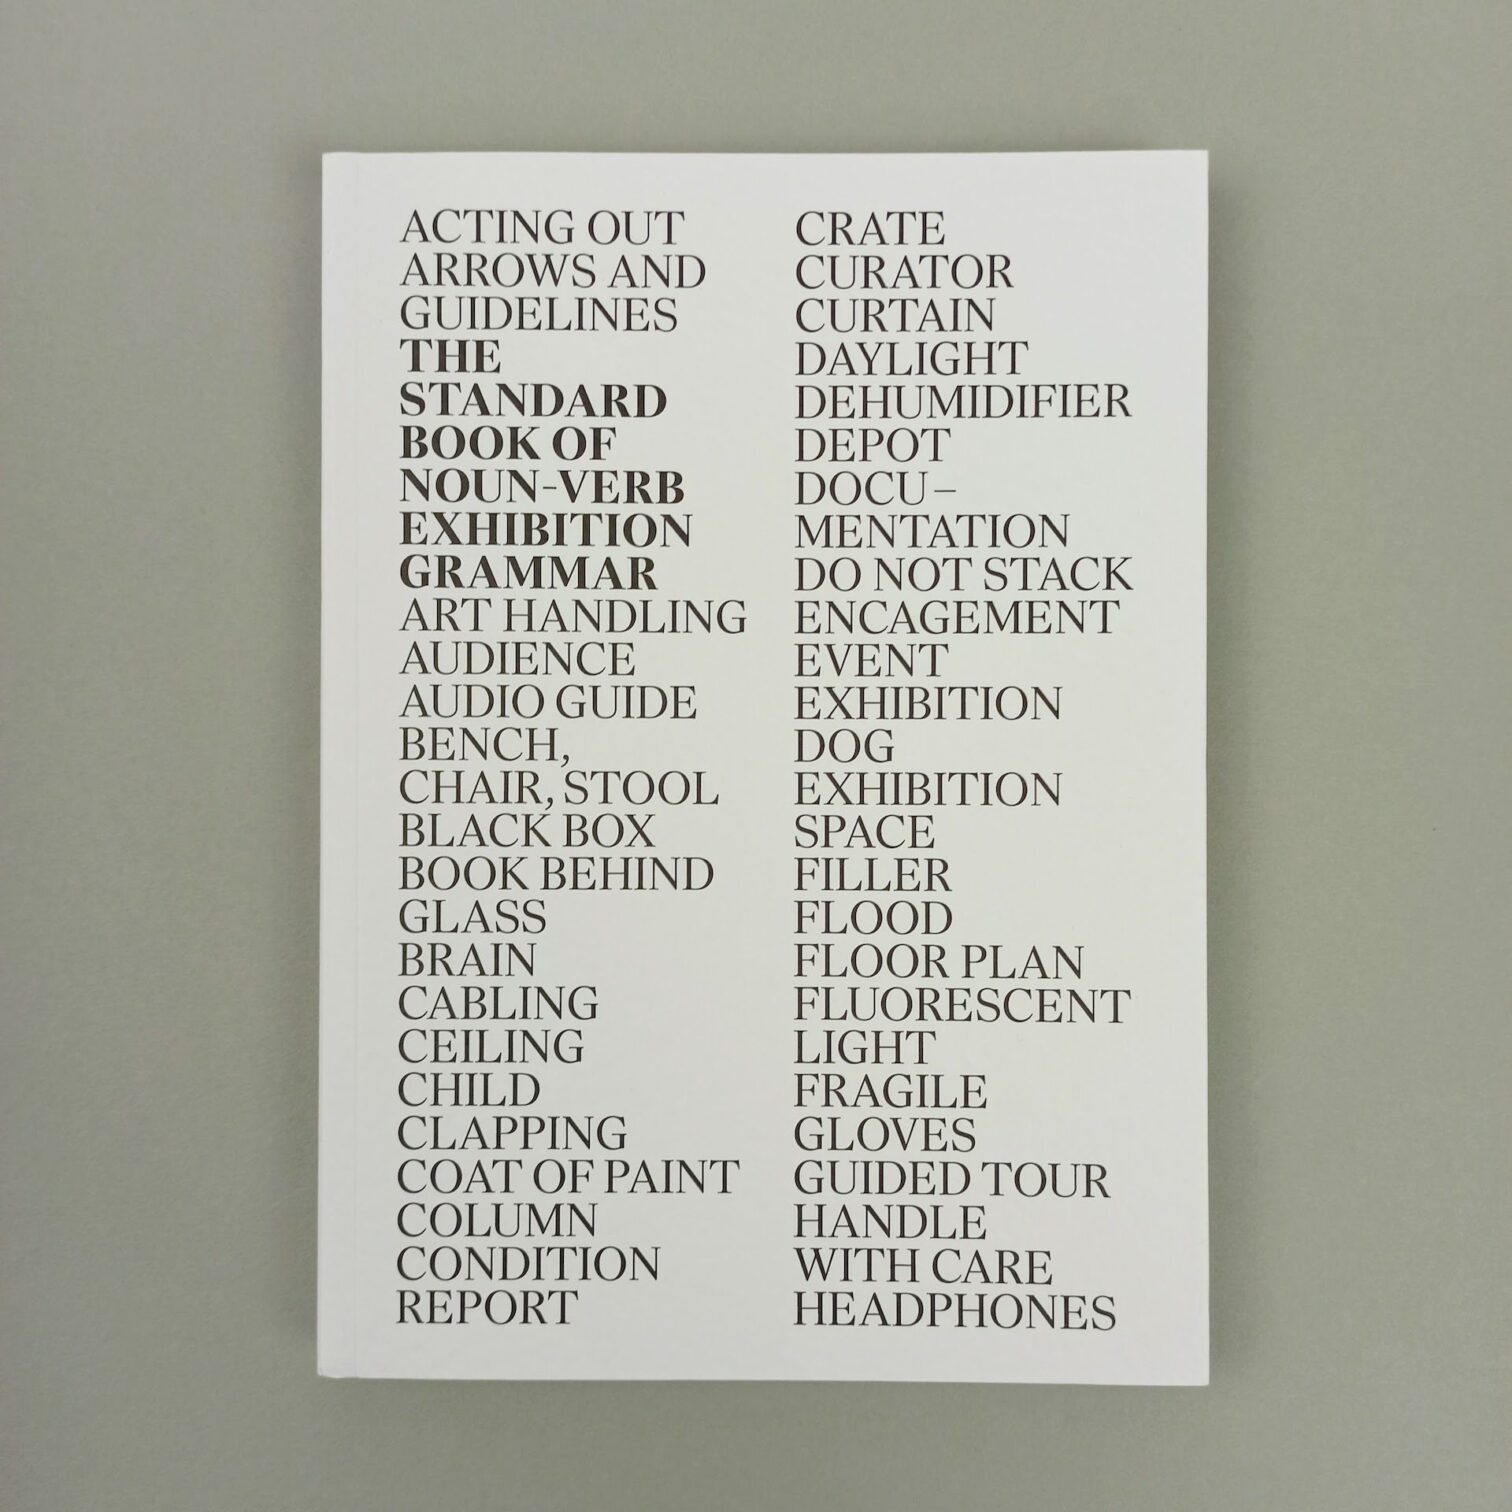 ACTING OUT
ARROWS AND
GUIDELINES
THE
STANDARD
BOOK OF
NOUN-VERB
EXHIBITION
GRAMMAR
ART HANDLING
AUDIENCE
AUDIO GUIDE
BENCH,
CHAIR, STOOL
BLACK BOX
BOOK BEHIND
GLASS
BRAIN
CABLING
CEILING
CHILD
CLAPPING
COAT OF PAINT
COLUMN
CONDITION
REPORT
CRATE
CURATOR
CURTAIN
DAYLIGHT
DEHUMIDIFIER
DEPOT
DOCU–
MENTATION
DO NOT STACK
ENCAGEMENT
EVENT
EXHIBITION
DOG
EXHIBITION
SPACE
FILLER
FLOOD
FLOOR PLAN
FLUORESCENT
LIGHT
FRAGILE
GLOVES
GUIDED TOUR
HANDLE
WITH CARE
HEADPHONES